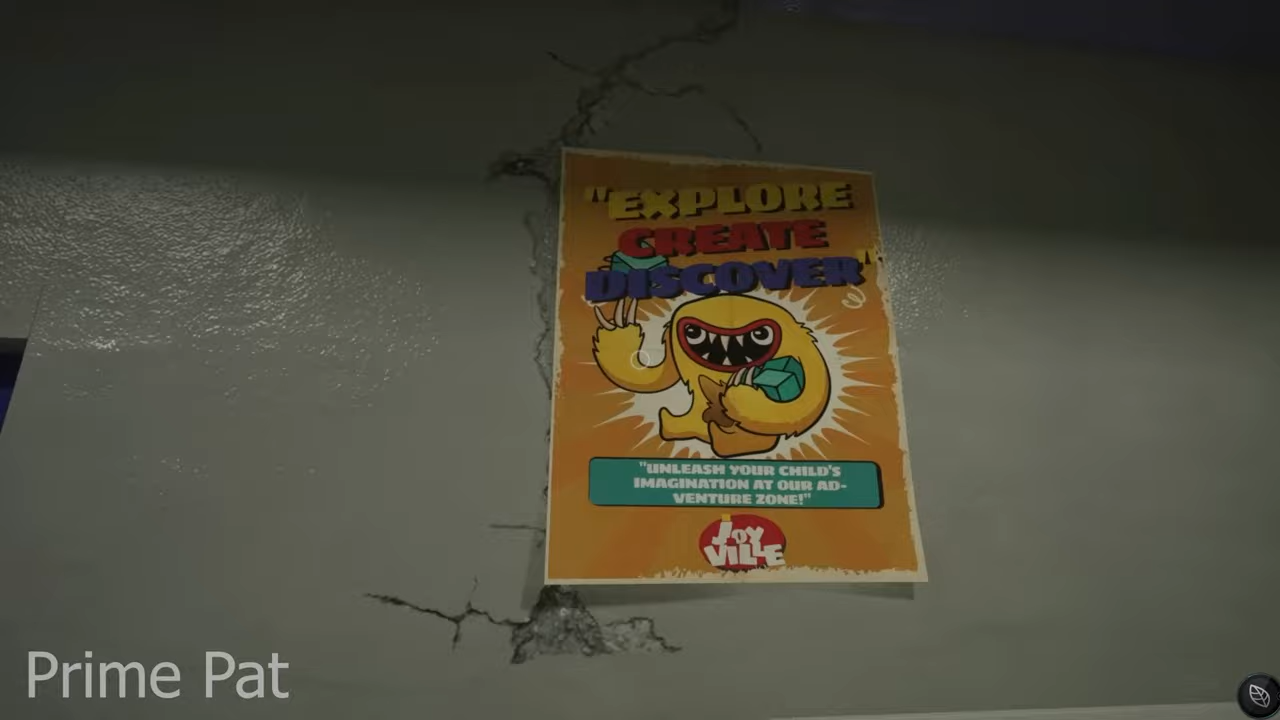 "EXPLORE
CREATE
DISCOVER"
"UNLEASH YOUR CHILD'S
IMAGINATION AT OUR AD-
VENTURE ZONE!"
JOY
VILLE
Prime Pat